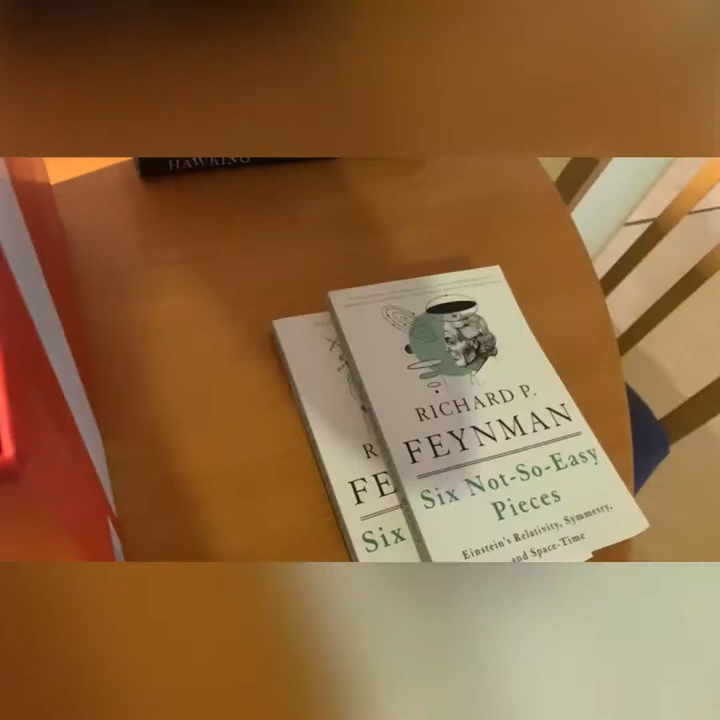 HAWKING
RICHARD P.
FEYNMAN
Six Not-So-Easy
Pieces
Einstein's Relativity, Symmetry,
and Space-Time
R
FE
Six